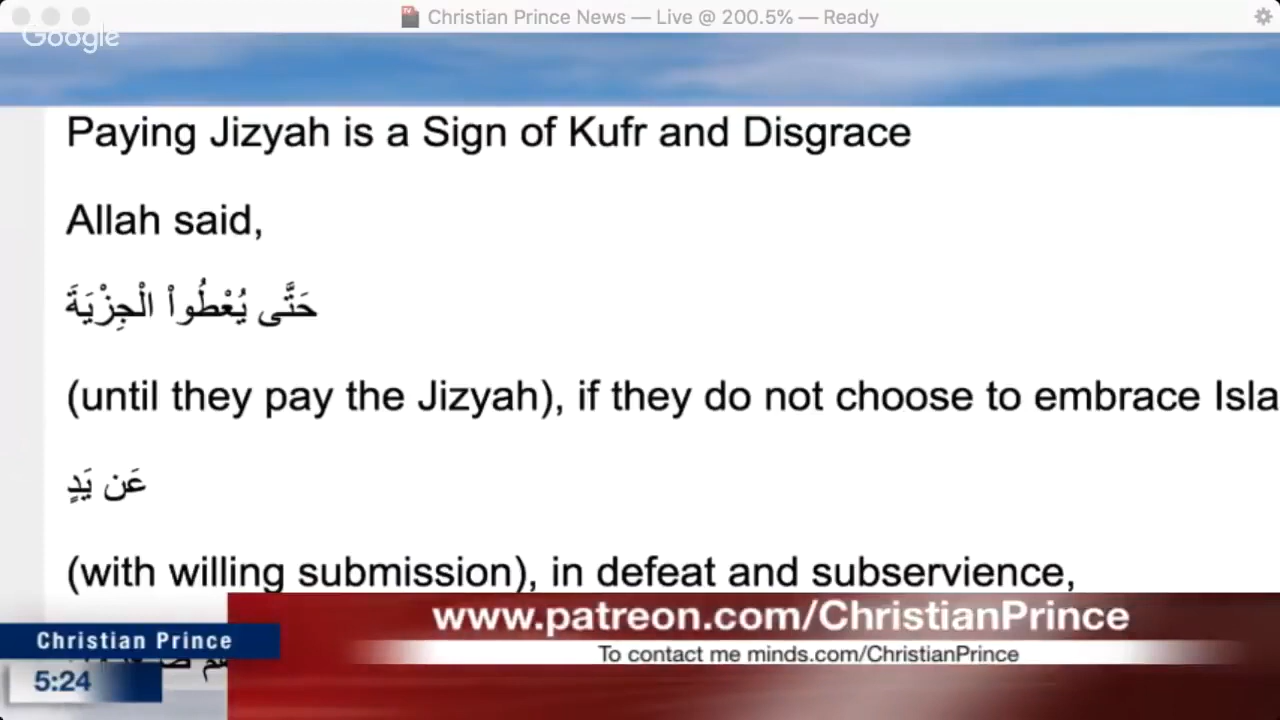 Christian Prince News — Live @ 200.5% — Ready
Google
Paying Jizyah is a Sign of Kufr and Disgrace
Allah said,
حَتَّى يُعْطُواْ الْجِزْيَةَ
(until they pay the Jizyah), if they do not choose to embrace Isla
عَن يَدٍ
(with willing submission), in defeat and subservience,
www.patreon.com/ChristianPrince
Christian Prince
To contact me minds.com/ChristianPrince
5:24